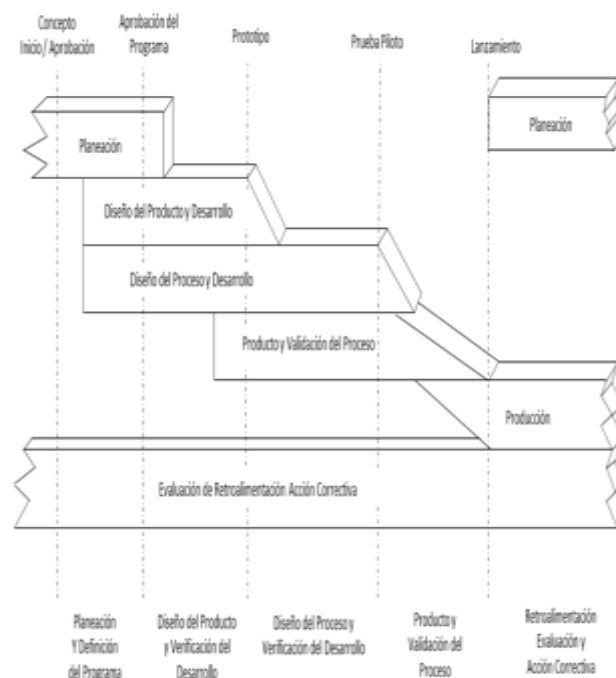 Concepto
Inicio / Aprobación
Aprobación del
Programa
Prototipo
Prueba Piloto
Lanzamiento
Planeación
Planeación
Diseño del Producto y Desarrollo
Diseño del Proceso y Desarrollo
Producto y Validación del Proceso
Producción
Evaluación de Retroalimentación Acción Correctiva
Planeación
Y Definición
del Programa
Diseño del Producto
y Verificación del
Desarrollo
Diseño del Proceso y
Verificación del Desarrollo
Producto y
Validación del
Proceso
Retroalimentación
Evaluación y
Acción Correctiva